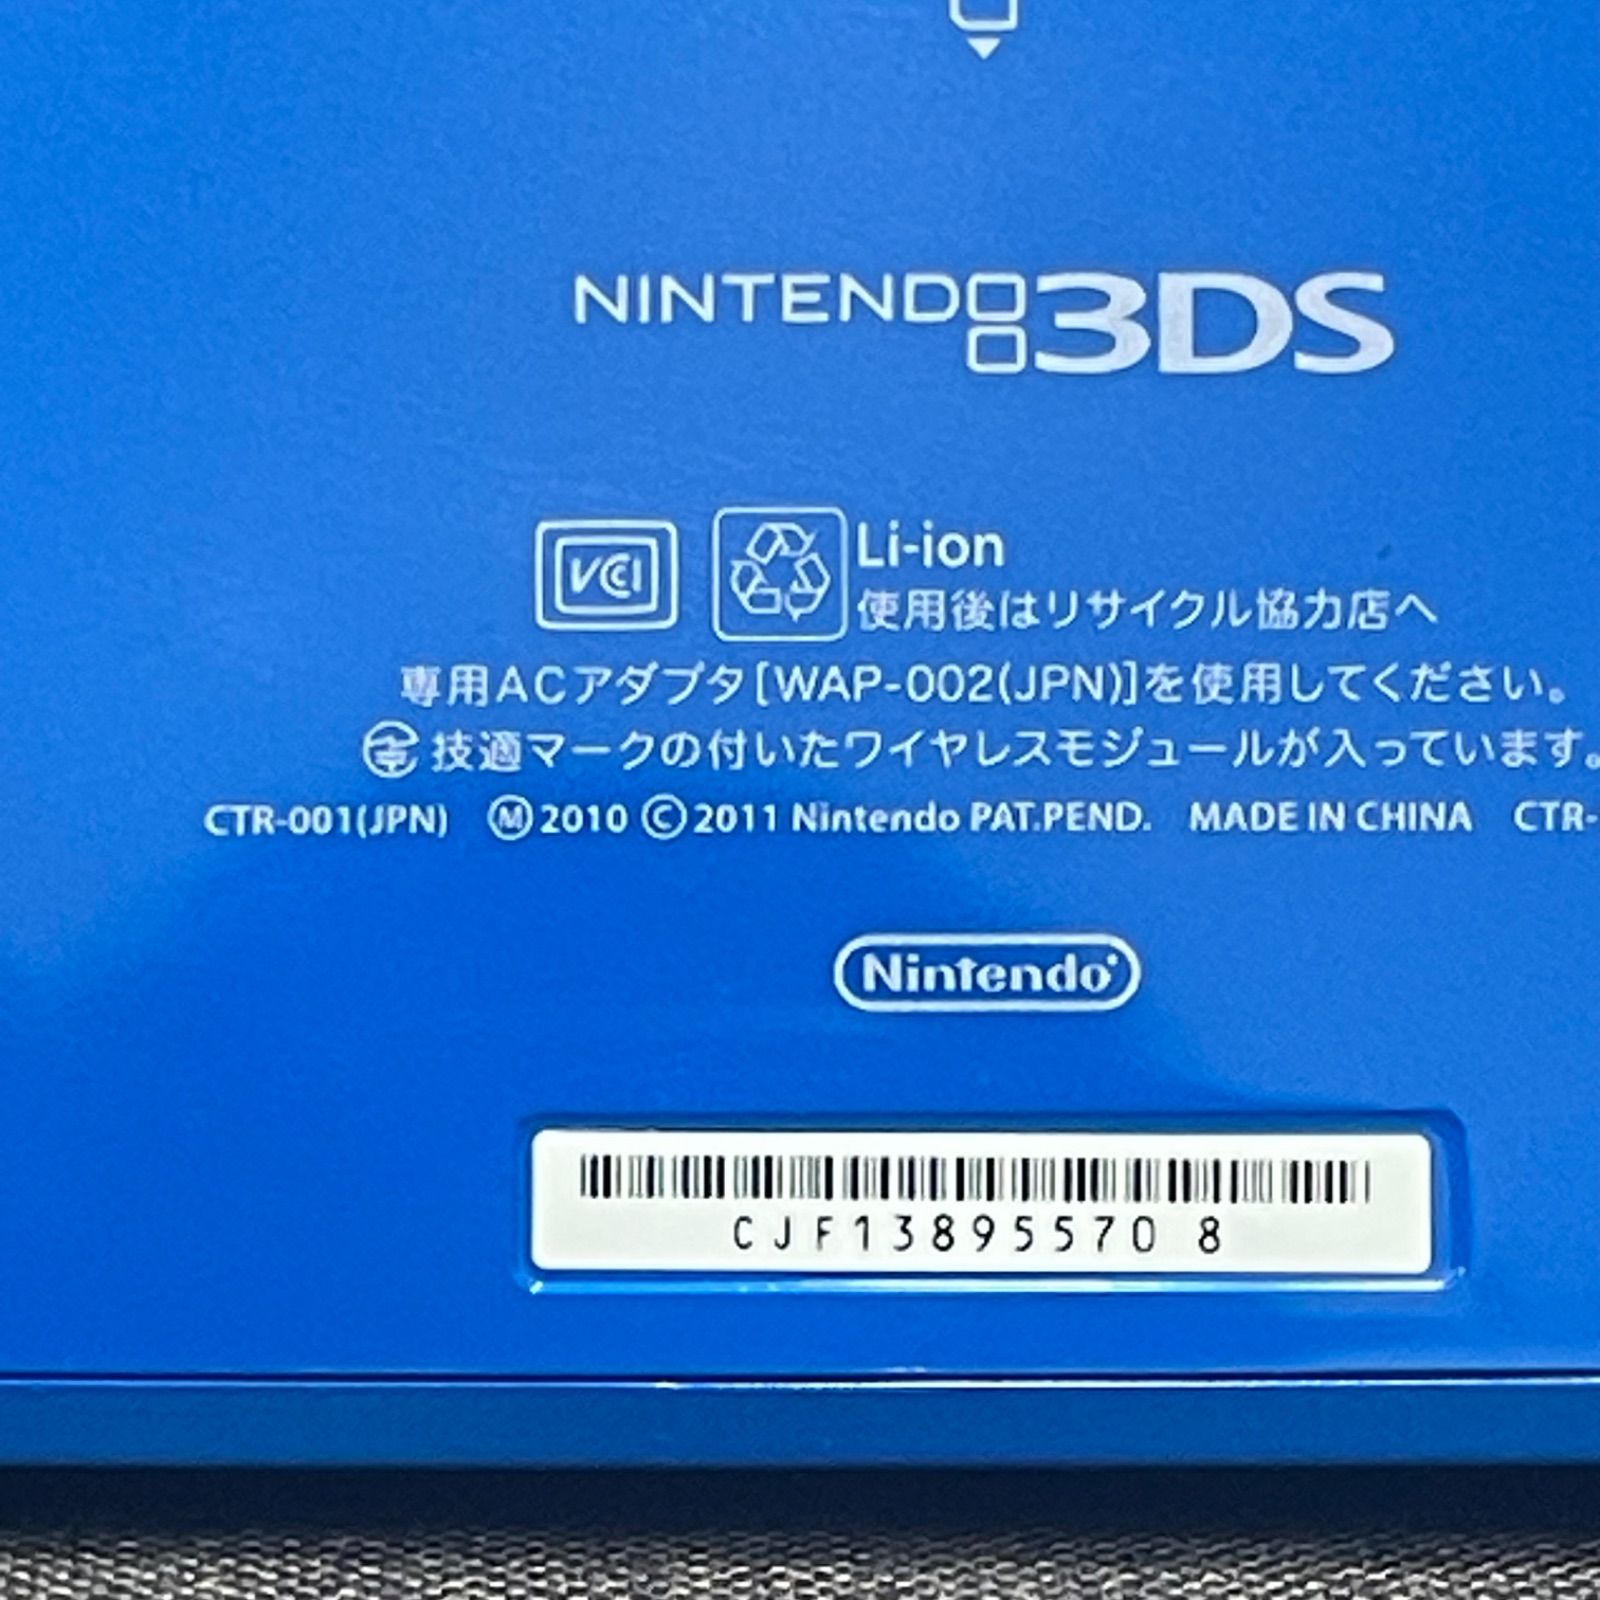 NINTENDO 3DS
VCCI
Li-ion
使用後はリサイクル協力店へ
専用ACアダプタ[WAP-002(JPN)]を使用してください。
技適マークの付いたワイヤレスモジュールが入っています。
CTR-001(JPN) Ⓜ2010 ©2011 Nintendo PAT.PEND. MADE IN CHINA CTR-
Nintendo
CJF13895570 8